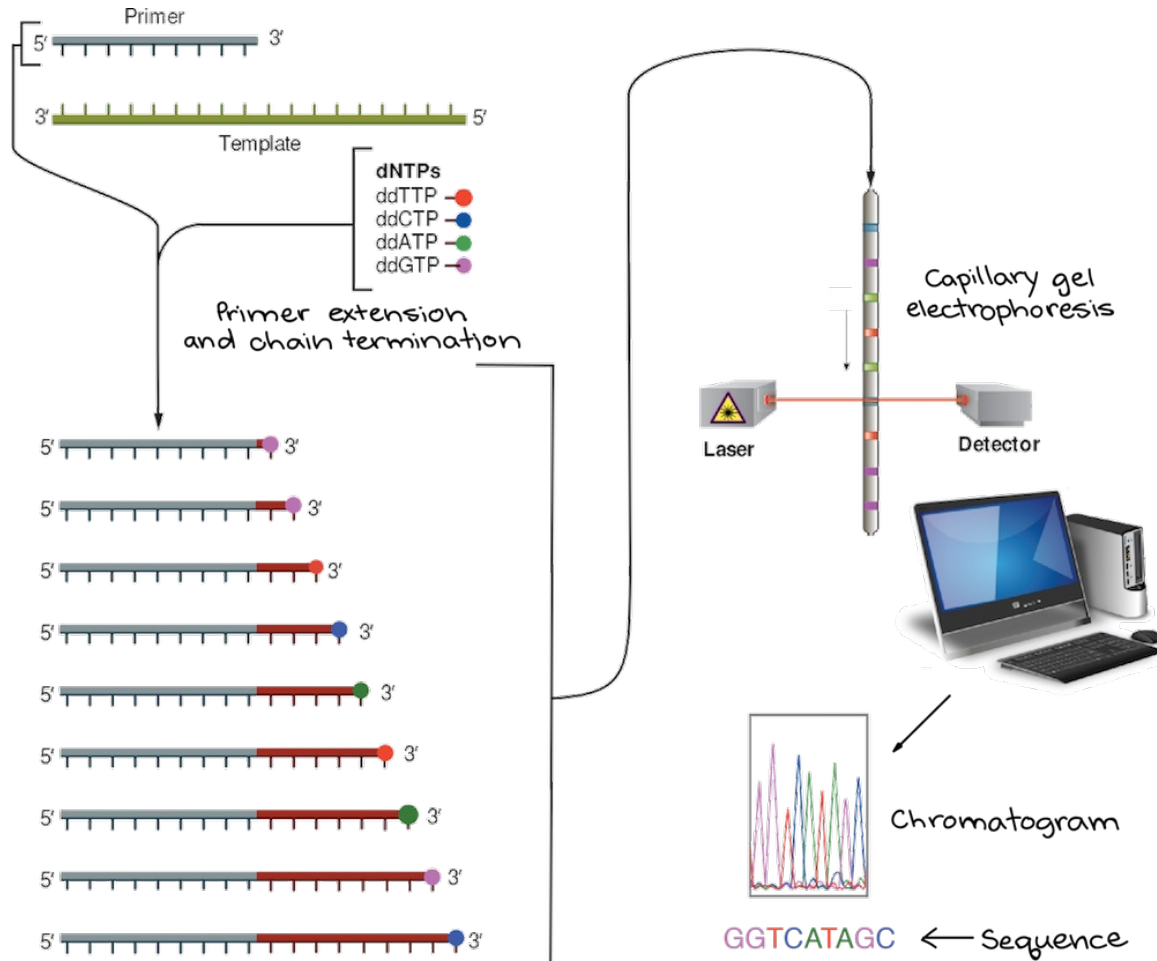 Primer
5′ 3′
3′ 5′
Template
dNTPs
ddTTP
ddCTP
ddATP
ddGTP
Primer extension
and chain termination
5′ 3′
5′ 3′
5′ 3′
5′ 3′
5′ 3′
5′ 3′
5′ 3′
5′ 3′
5′ 3′
Capillary gel
electrophoresis
Laser
Detector
Chromatogram
GGTCATAGC
Sequence